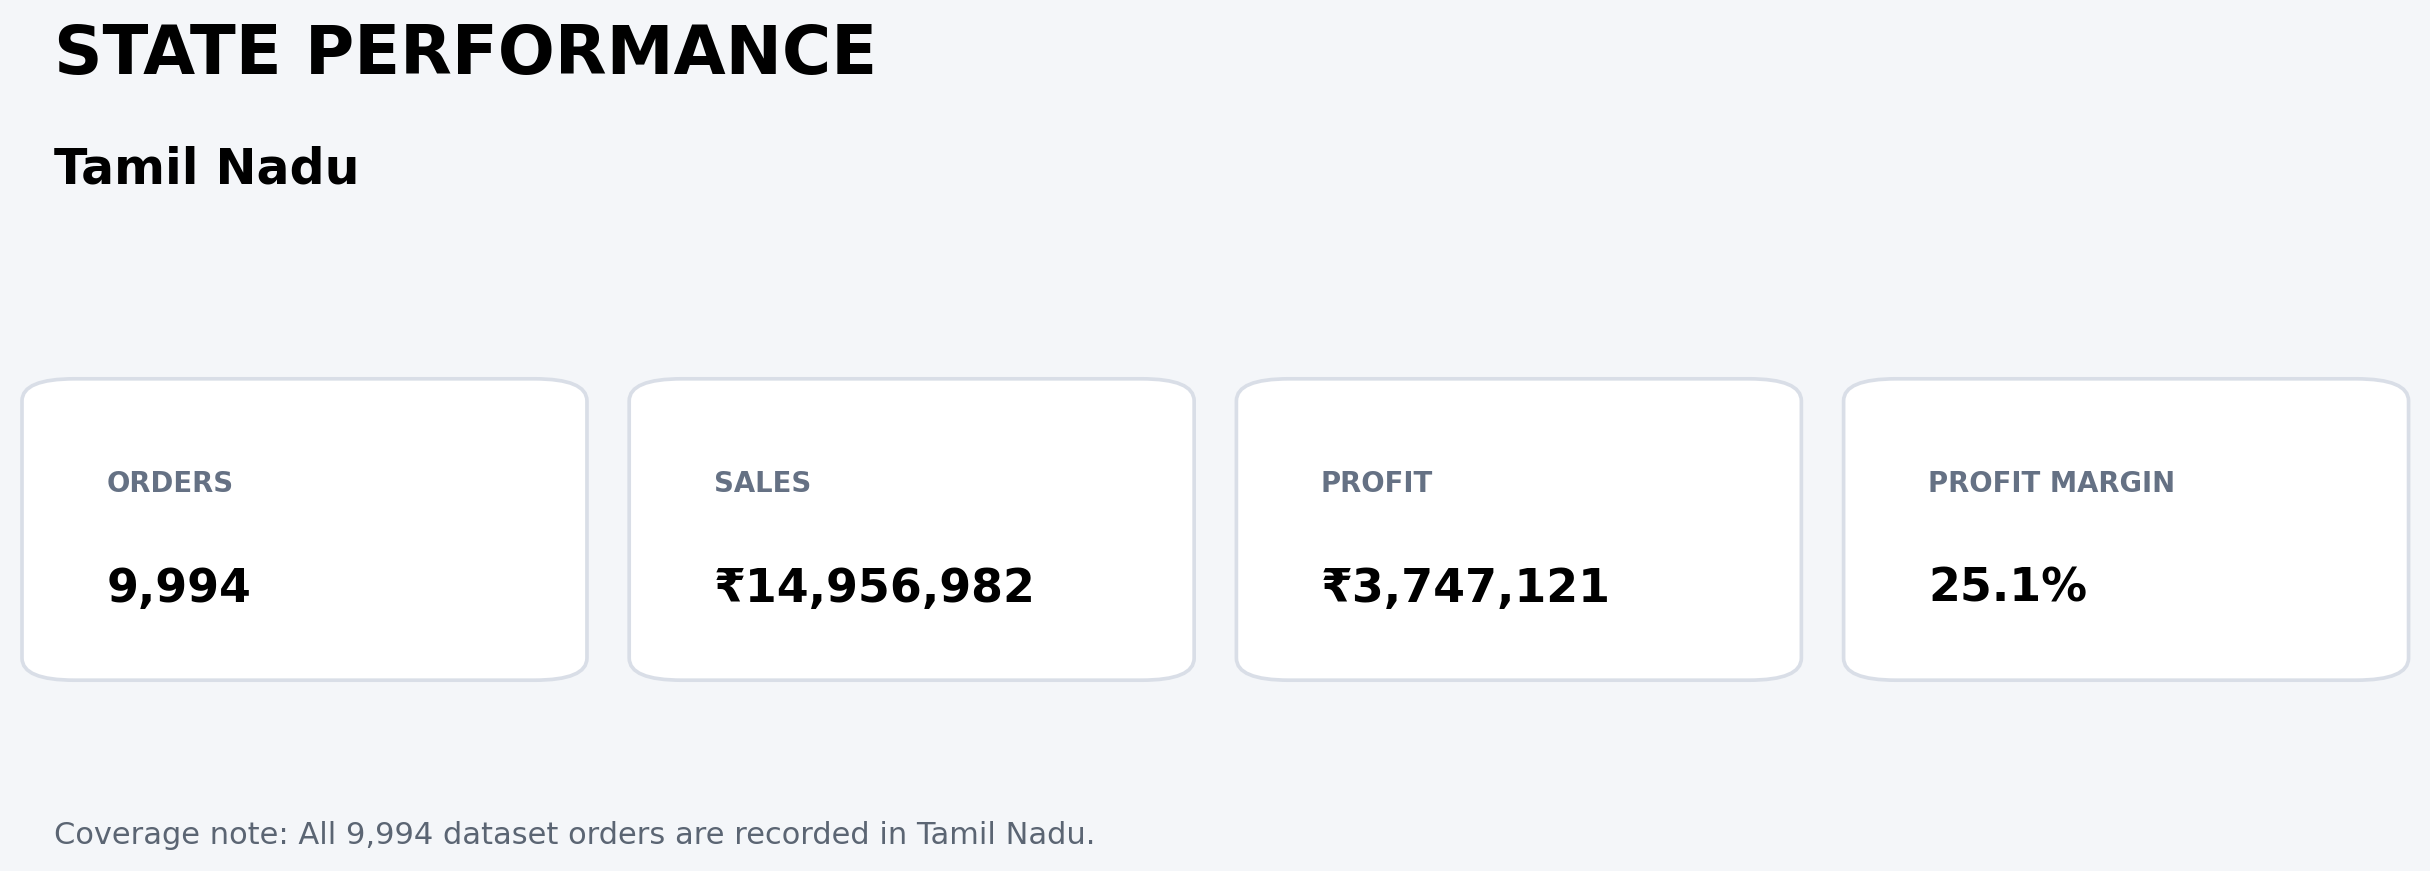 STATE PERFORMANCE
Tamil Nadu
ORDERS
9,994
SALES
₹14,956,982
PROFIT
₹3,747,121
PROFIT MARGIN
25.1%
Coverage note: All 9,994 dataset orders are recorded in Tamil Nadu.